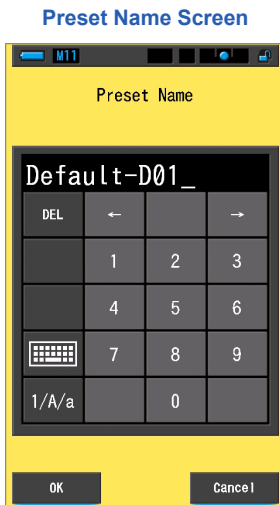 Preset Name Screen
M11
Preset Name
Default-D01_
DEL ← →
1 2 3
4 5 6
7 8 9
1/A/a 0
OK Cancel